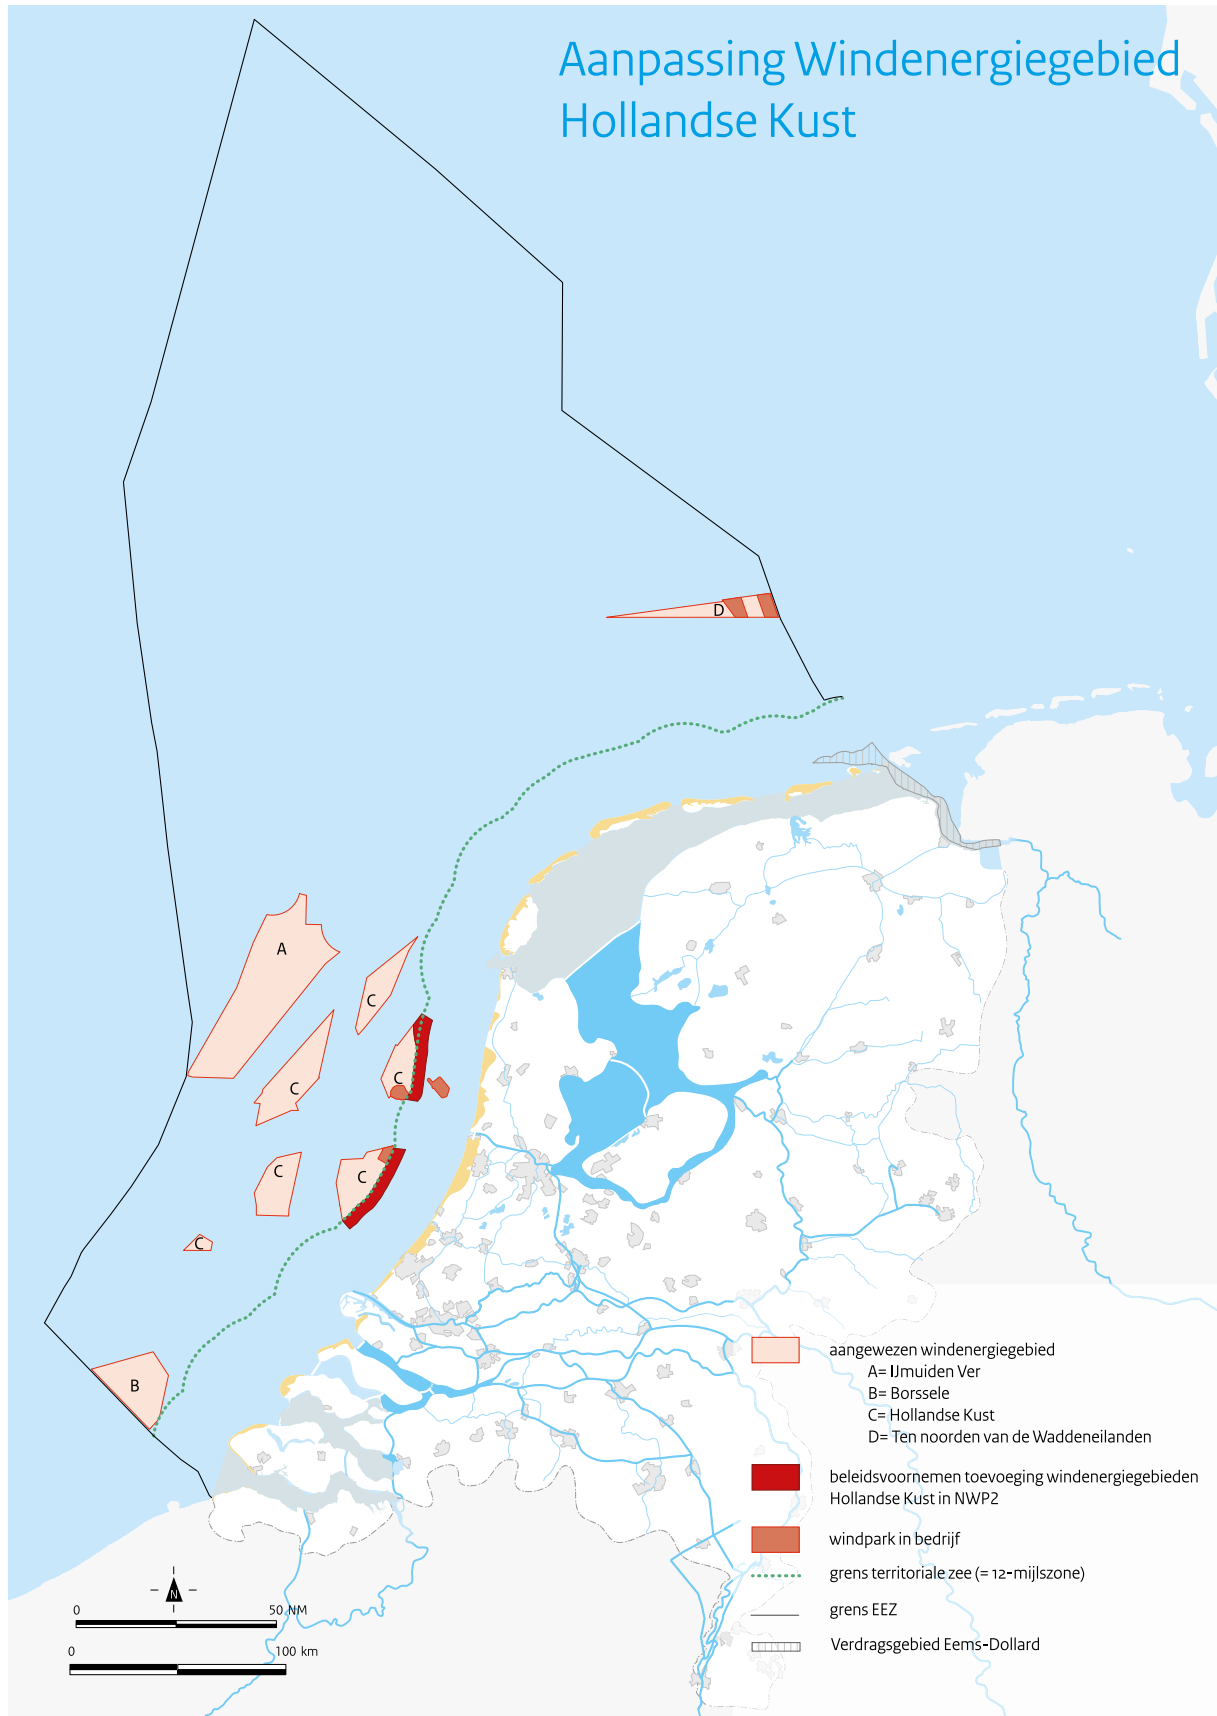 Aanpassing Windenergiegebied
Hollandse Kust
D
A
C
C
C
C
C
C
B
aangewezen windenergiegebied
A= IJmuiden Ver
B= Borssele
C= Hollandse Kust
D= Ten noorden van de Waddeneilanden
beleidsvoornemen toevoeging windenergiegebieden
Hollandse Kust in NWP2
windpark in bedrijf
grens territoriale zee (= 12-mijlszone)
grens EEZ
Verdragsgebied Eems-Dollard
N
0 50 NM
0 100 km